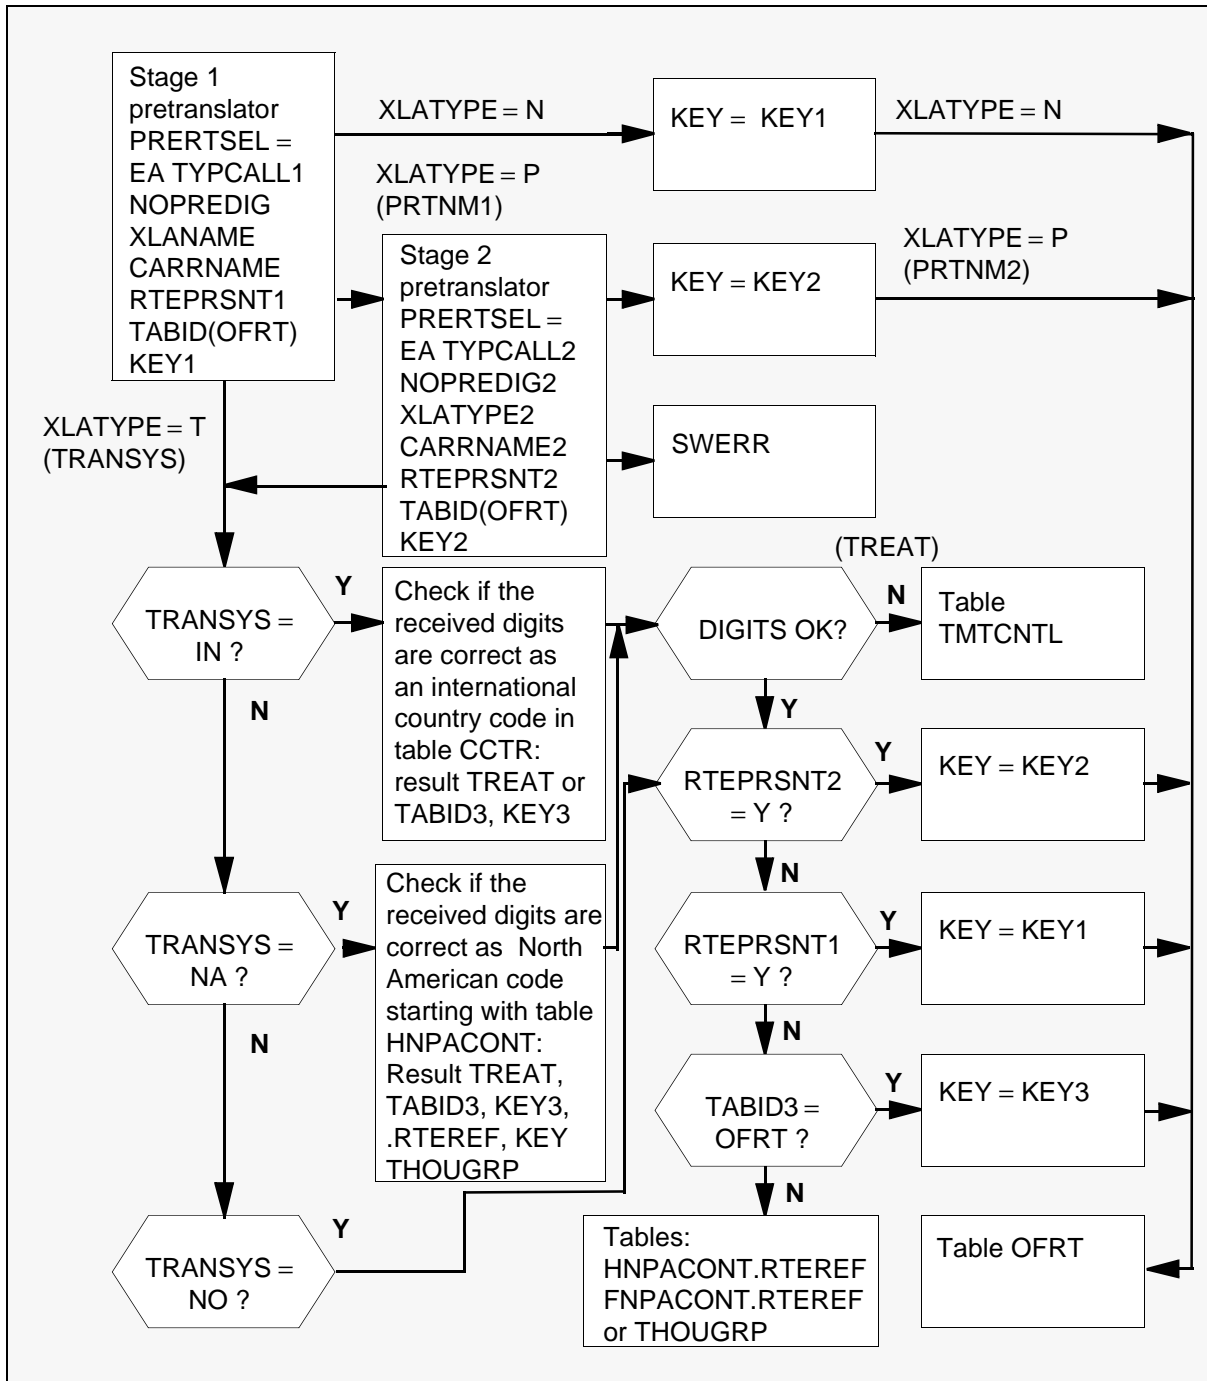 Stage 1
pretranslator
PRERTSEL =
EA TYPCALL1
NOPREDIG
XLANAME
CARRNAME
RTEPRSNT1
TABID(OFRT)
KEY1
XLATYPE = N
KEY = KEY1
XLATYPE = N
XLATYPE = P
(PRTNM1)
Stage 2
pretranslator
PRERTSEL =
EA TYPCALL2
NOPREDIG2
XLATYPE2
CARRNAME2
RTEPRSNT2
TABID(OFRT)
KEY2
KEY = KEY2
XLATYPE = P
(PRTNM2)
SWERR
XLATYPE = T
(TRANSYS)
TRANSYS =
IN ?
Y
N
Check if the
received digits
are correct as
an international
country code in
table CCTR:
result TREAT or
TABID3, KEY3
DIGITS OK?
(TREAT)
N
Table
TMTCNTL
Y
RTEPRSNT2
= Y ?
Y
KEY = KEY2
N
TRANSYS =
NA ?
Y
N
Check if the
received digits are
correct as North
American code
starting with table
HNPACONT:
Result TREAT,
TABID3, KEY3,
.RTEREF, KEY
THOUGRP
RTEPRSNT1
= Y ?
Y
KEY = KEY1
N
TABID3 =
OFRT ?
Y
KEY = KEY3
N
TRANSYS =
NO ?
Y
Tables:
HNPACONT.RTEREF
FNPACONT.RTEREF
or THOUGRP
Table OFRT